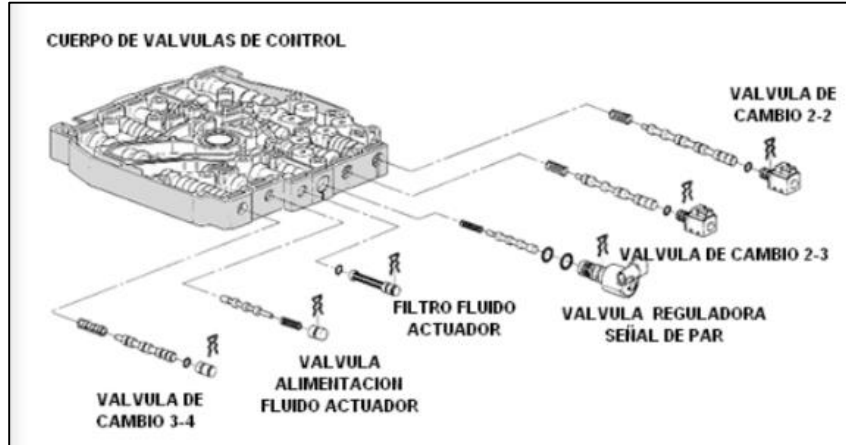 CUERPO DE VALVULAS DE CONTROL
VALVULA DE
CAMBIO 2-2
VALVULA DE CAMBIO 2-3
FILTRO FLUIDO
ACTUADOR
VALVULA REGULADORA
SEÑAL DE PAR
VALVULA
ALIMENTACION
FLUIDO ACTUADOR
VALVULA DE
CAMBIO 3-4